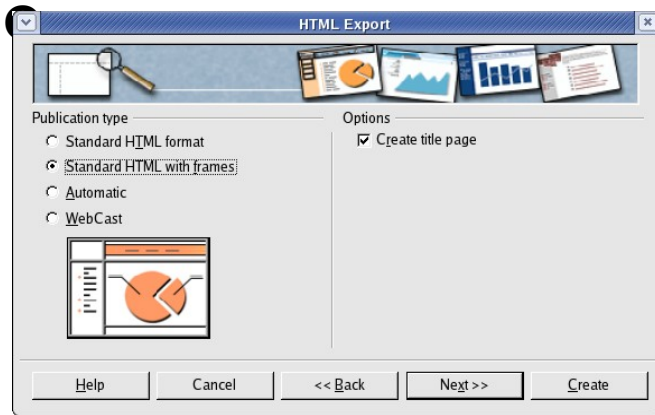 HTML Export
Publication type
Standard HTML format
Standard HTML with frames
Automatic
WebCast
Options
Create title page
Help
Cancel
<< Back
Next >>
Create